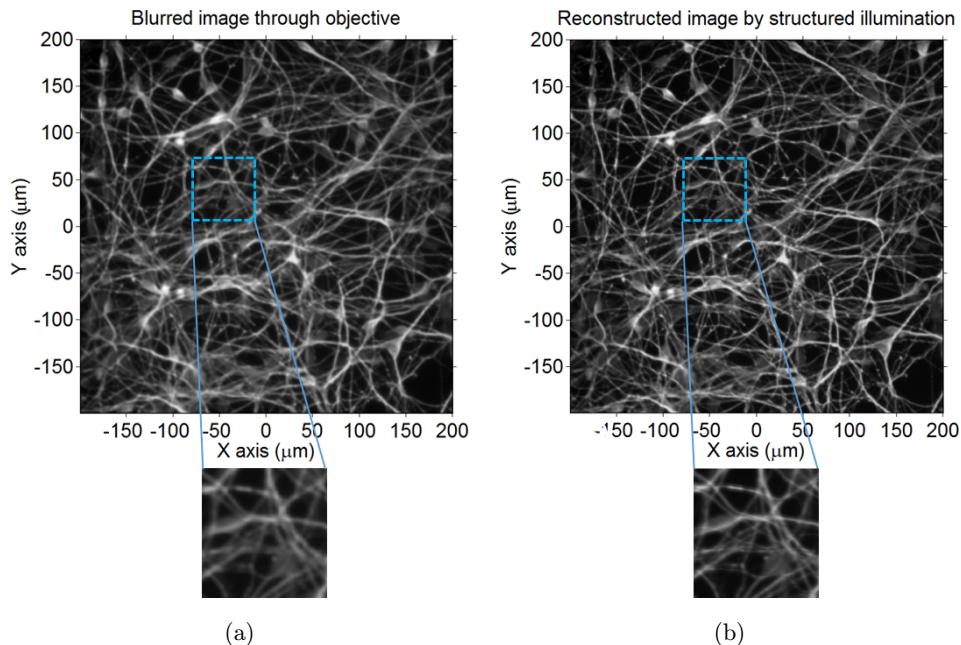 Blurred image through objective
200
150
100
50
0
-50
-100
-150
-150 -100 -50 0 50 100 150 200
X axis (μm)
Y axis (μm)
(a)
Reconstructed image by structured illumination
200
150
100
50
0
-50
-100
-150
-100 -50 0 50 100 150 200
X axis (μm)
Y axis (μm)
(b)